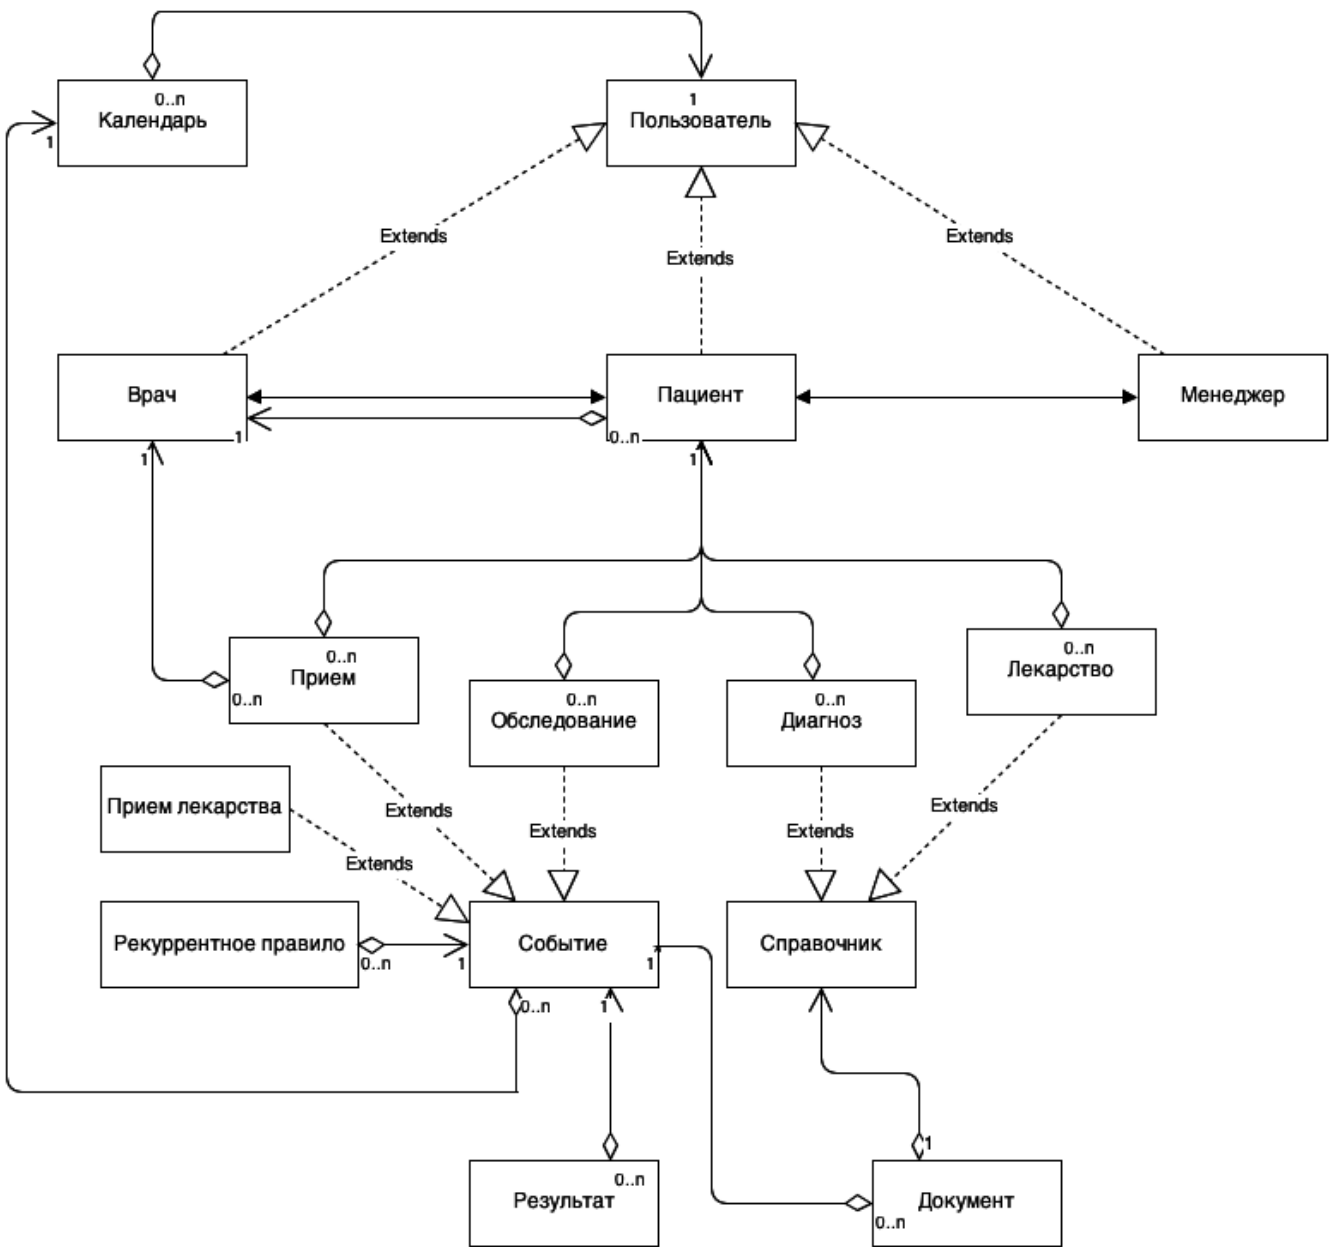 0..n
Календарь
1
1
Пользователь
Extends
Extends
Extends
Врач
1
Пациент
0..n
Менеджер
1
1
0..n
Прием
0..n
0..n
Обследование
0..n
Диагноз
0..n
Лекарство
Прием лекарства
Extends
Extends
Extends
Extends
Extends
Рекуррентное правило
0..n
1
Событие
1
0..n
1
Справочник
0..n
Результат
1
Документ
0..n